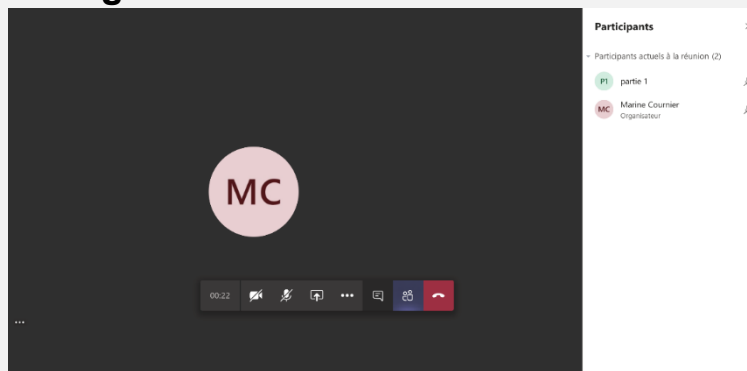 Participants
Participants actuels à la réunion (2)
P1 partie 1
MC Marine Cournier
Organisateur
MC
00:22